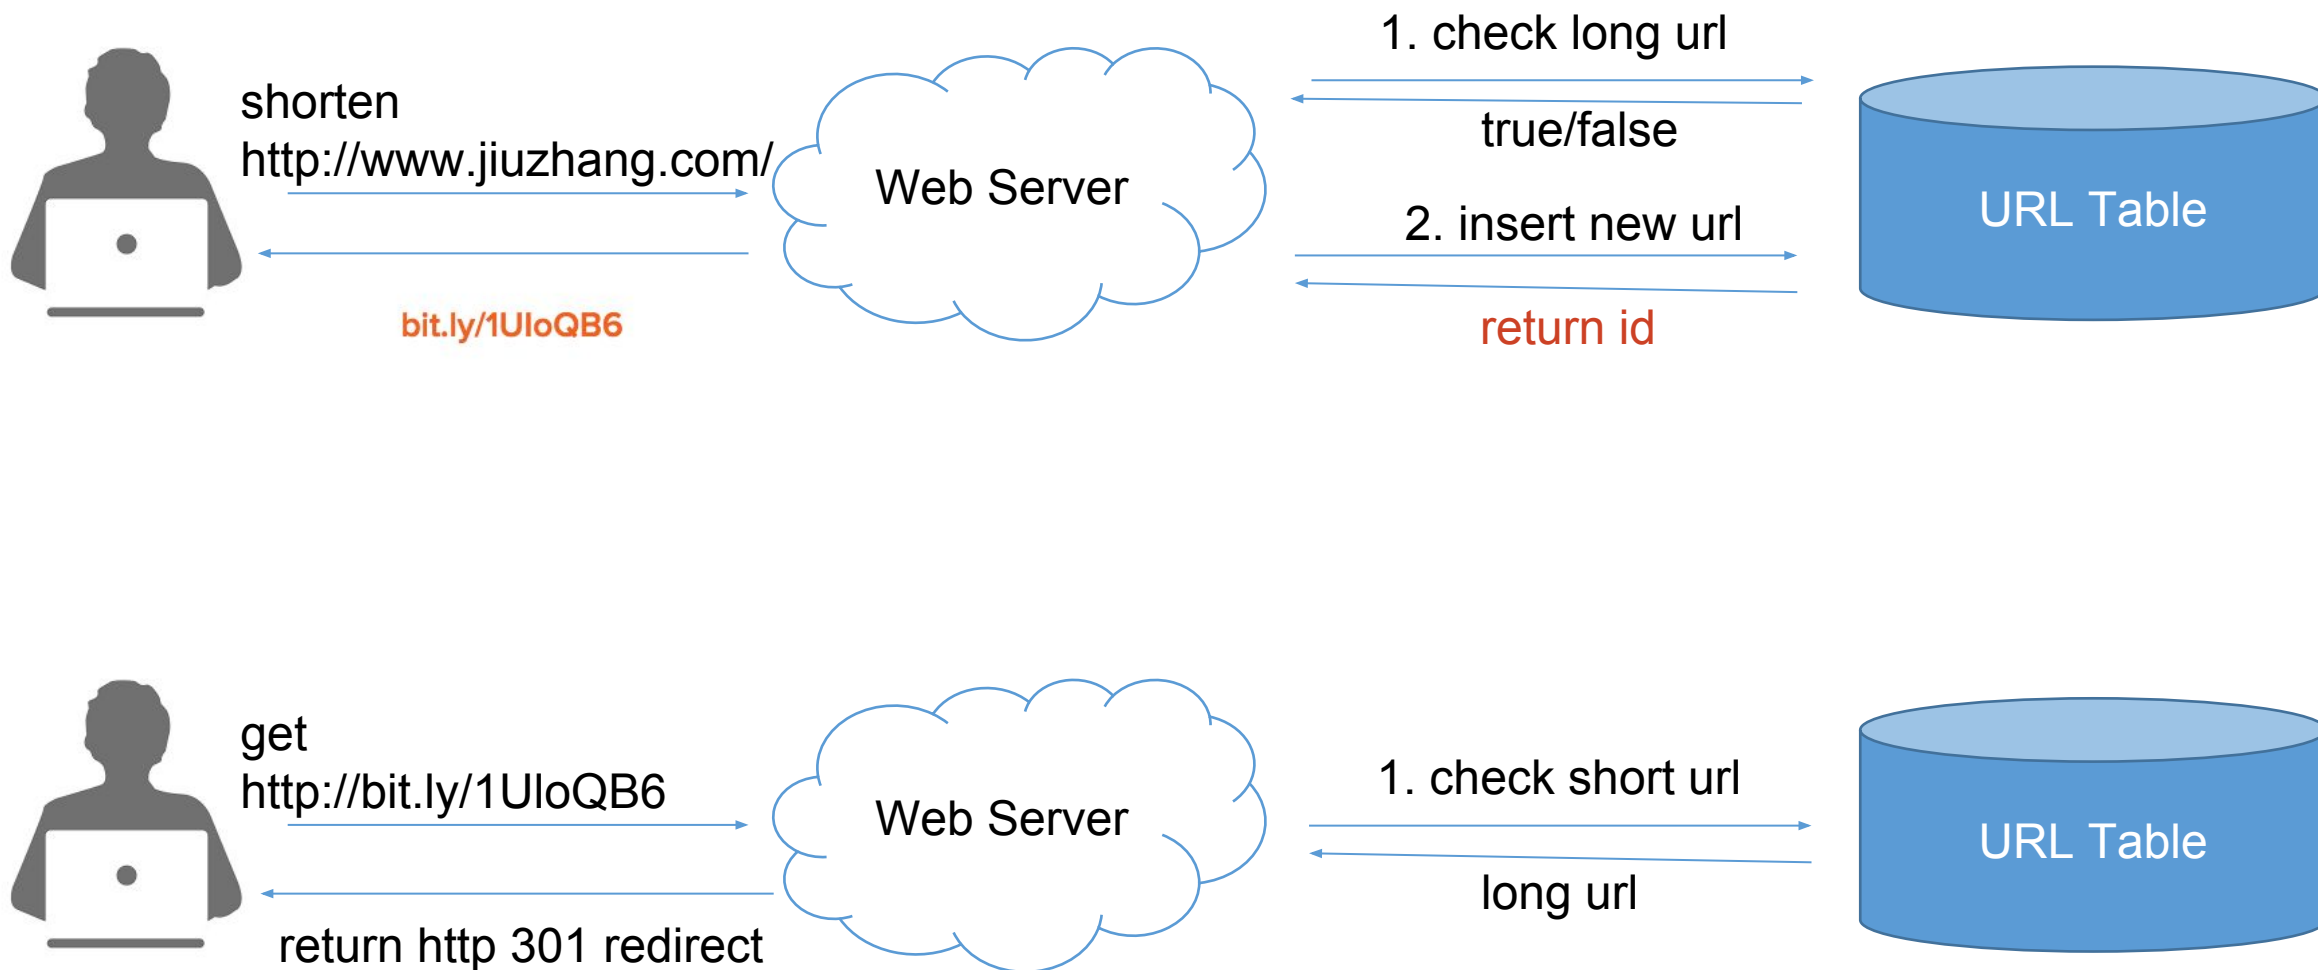 shorten
http://www.jiuzhang.com/
bit.ly/1UIoQB6
Web Server
1. check long url
true/false
2. insert new url
return id
URL Table
get
http://bit.ly/1UIoQB6
return http 301 redirect
Web Server
1. check short url
long url
URL Table